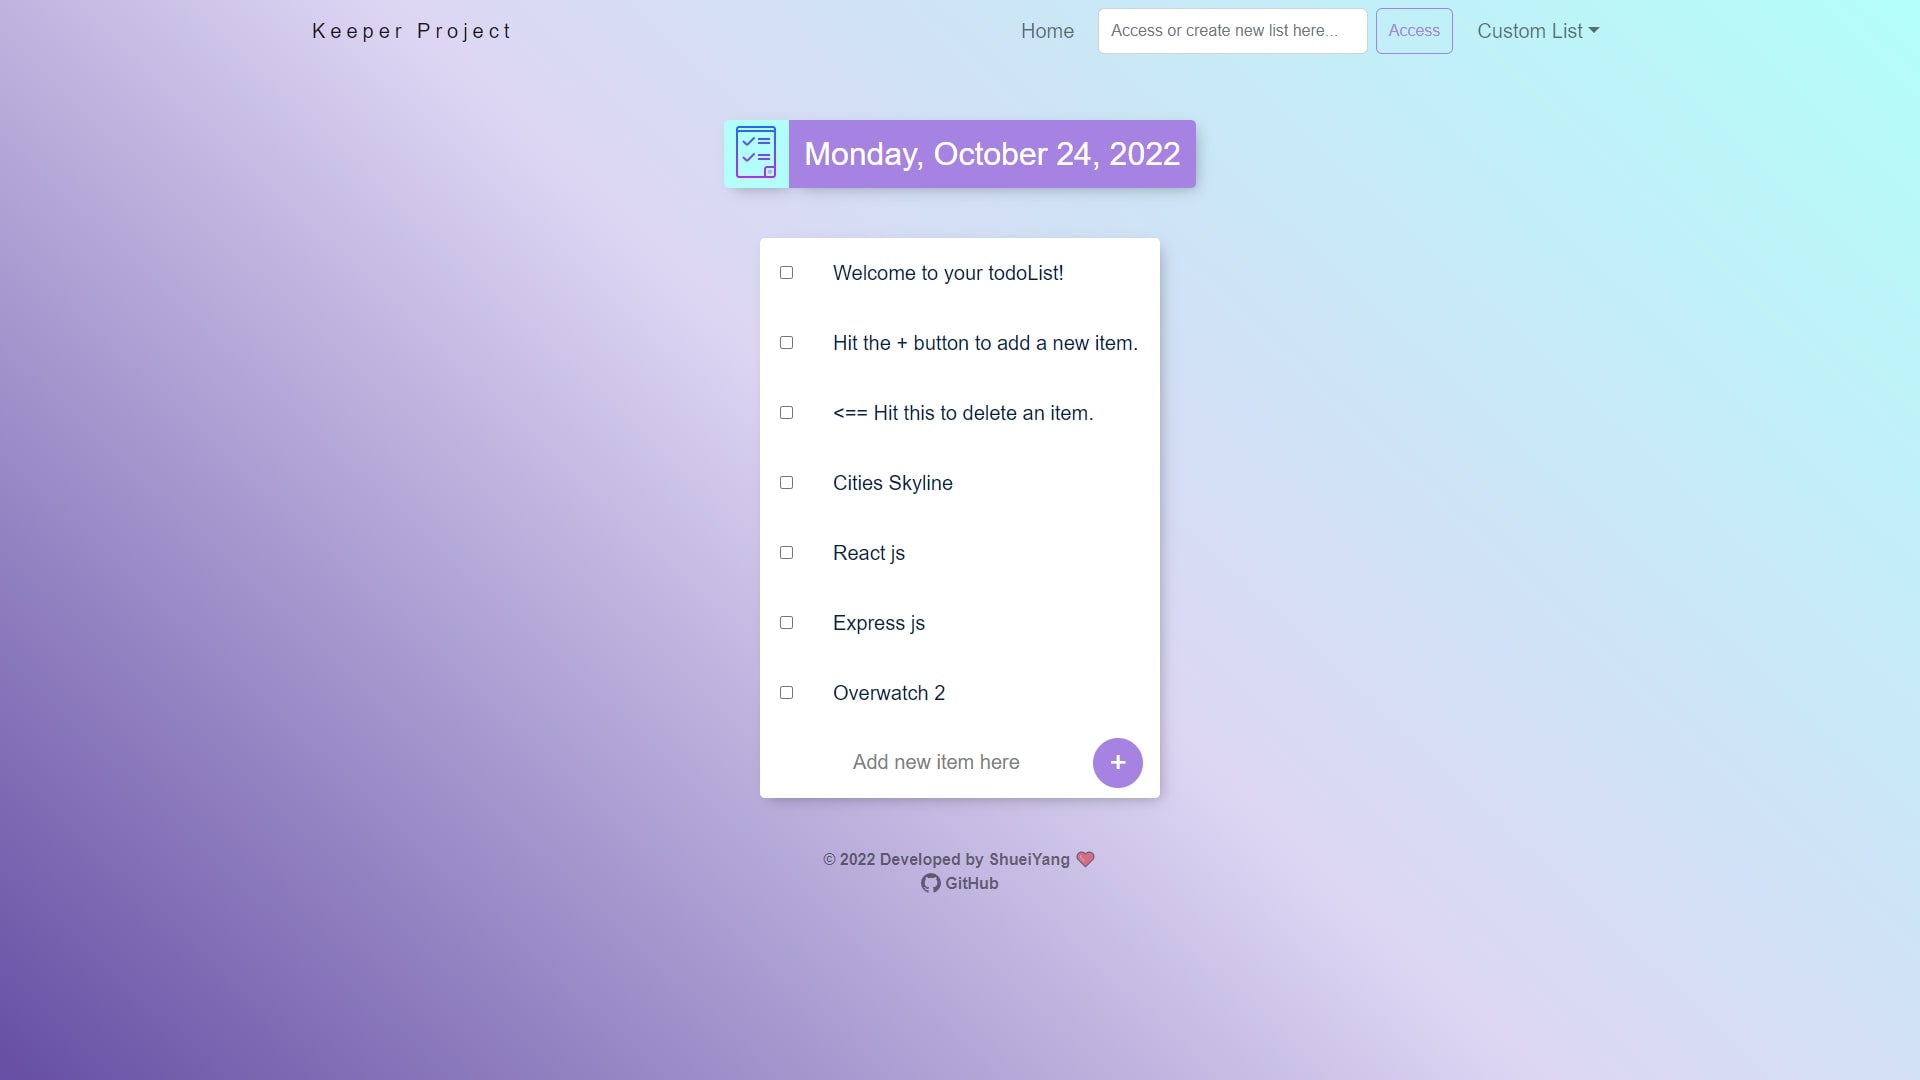 Keeper Project
Home
Access or create new list here...
Access
Custom List
Monday, October 24, 2022
Welcome to your todoList!
Hit the + button to add a new item.
<== Hit this to delete an item.
Cities Skyline
React js
Express js
Overwatch 2
Add new item here
+
© 2022 Developed by ShueiYang 💗
GitHub